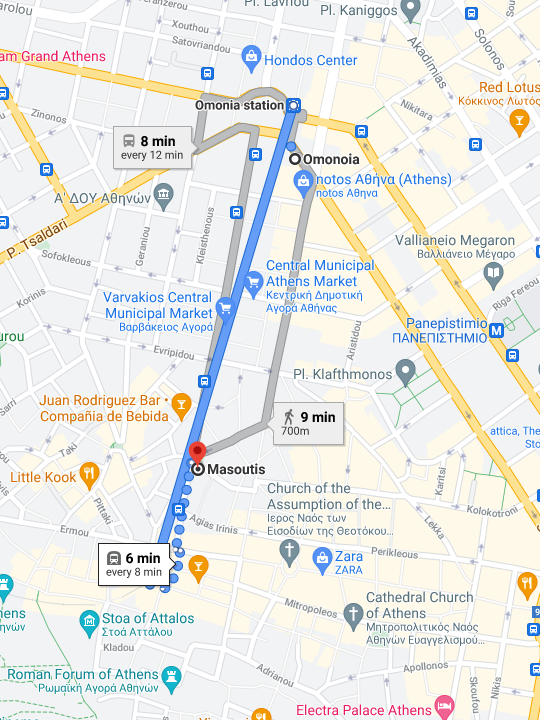 Pl. Lavriou
Pl. Kaniggos
Xouthou
Satovriandou
am Grand Athens
Hondos Center
Akadimias
Solonos
Red Lotus
Κόκκινος Λωτός
Omonia station
Nikitara
Zinonos
8 min
every 12 min
Omonoia
notos Αθήνα (Athens)
notos Αθηνα
Α' ΔΟΥ Αθηνών
P. Tsaldari
Geraniou
Kleisthenous
Sofokleous
Vallianeio Megaron
Βαλλιάνειο Μέγαρο
Riga Fereou
Korinis
Central Municipal
Athens Market
Κεντρική Δημοτική
Αγορά Αθήνας
Varvakios Central
Municipal Market
Βαρβάκειος Αγορά
Aristidou
Panepistimio
ΠΑΝΕΠΙΣΤΗΜΙΟ
M
Evripidou
Pl. Klafthmonos
Sarri
Juan Rodriguez Bar •
Compañia de Bebida
9 min
700m
attica, The
Sto
Taki
Masoutis
Little Kook
Pittaki
Karitsi
Church of the
Assumption of the...
Ιερος Ναός των
Εισοδίων της Θεοτόκου...
Kolokotroni
Lekka
Agias Irinis
Ermou
6 min
every 8 min
Perikleous
Zara
ZARA
Stoa of Attalos
Στοά Αττάλου
Mitropoleos
Cathedral Church
of Athens
Μητροπολιτικός Ναός
Αθηνών Ευαγγελισμού...
Kladou
Roman Forum of Athens
Ρωμαϊκή Αγορά Αθηνών
Adrianou
Apollonos
Skoufou
Nikis
Electra Palace Athens